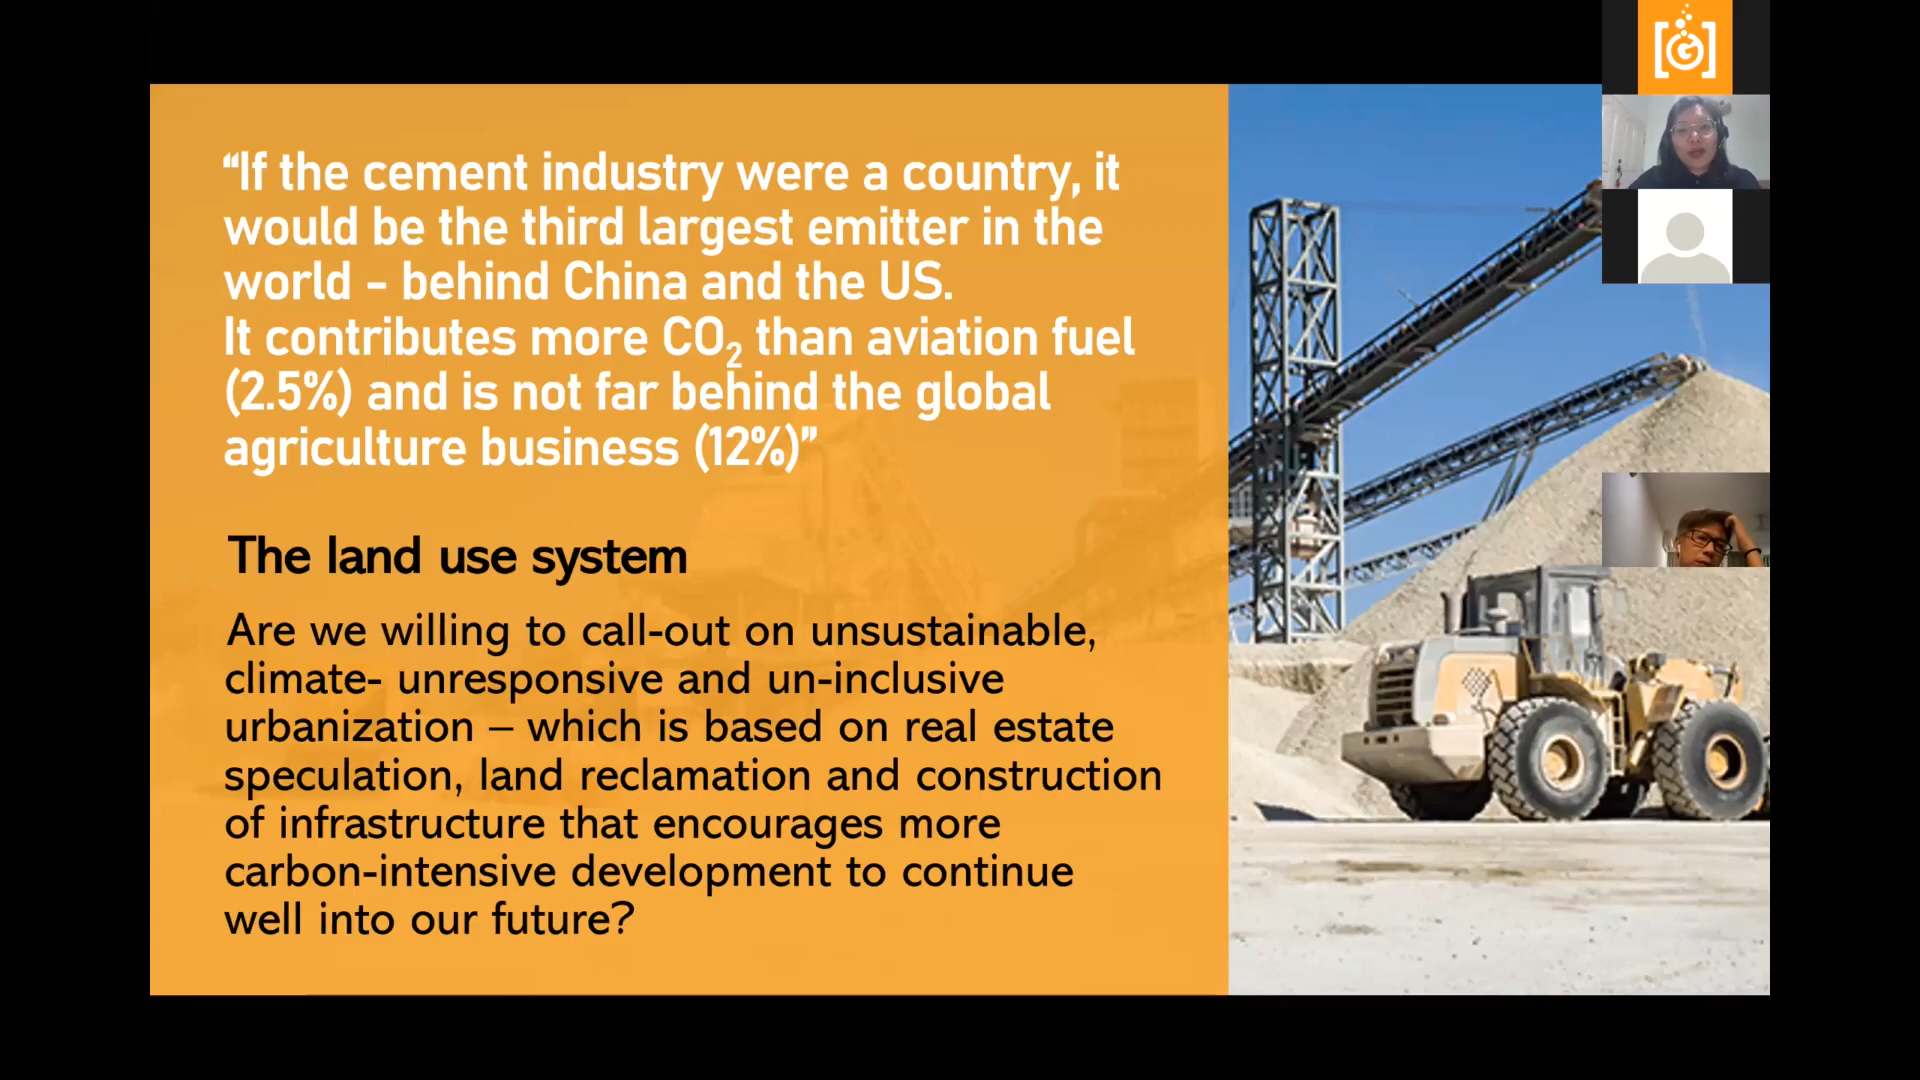 “If the cement industry were a country, it
would be the third largest emitter in the
world - behind China and the US.
It contributes more CO₂ than aviation fuel
(2.5%) and is not far behind the global
agriculture business (12%)”
The land use system
Are we willing to call-out on unsustainable,
climate- unresponsive and un-inclusive
urbanization – which is based on real estate
speculation, land reclamation and construction
of infrastructure that encourages more
carbon-intensive development to continue
well into our future?
[G]